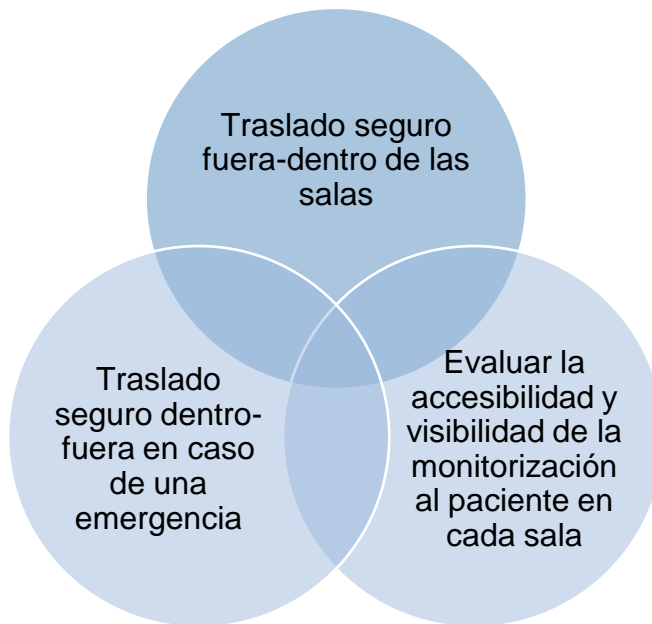 Traslado seguro
fuera-dentro de las
salas
Traslado
seguro dentro-
fuera en caso
de una
emergencia
Evaluar la
accesibilidad y
visibilidad de la
monitorización
al paciente en
cada sala